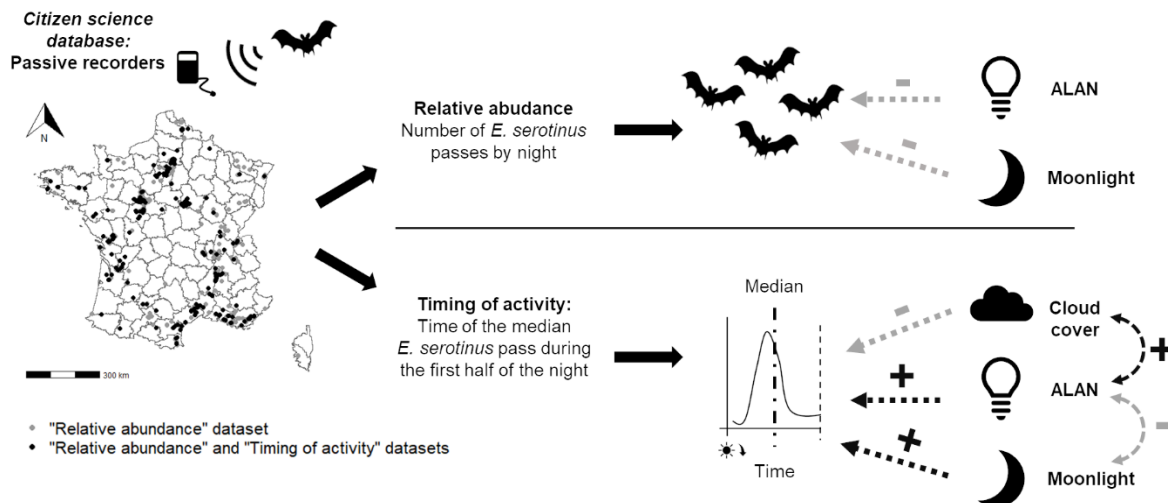 Citizen science
database:
Passive recorders
N
300 km
"Relative abundance" dataset
"Relative abundance" and "Timing of activity" datasets
Relative abudance
Number of E. serotinus
passes by night
-
-
ALAN
Moonlight
Timing of activity:
Time of the median
E. serotinus pass during
the first half of the night
Median
Time
-
+
+
Cloud
cover
ALAN
Moonlight
+
-